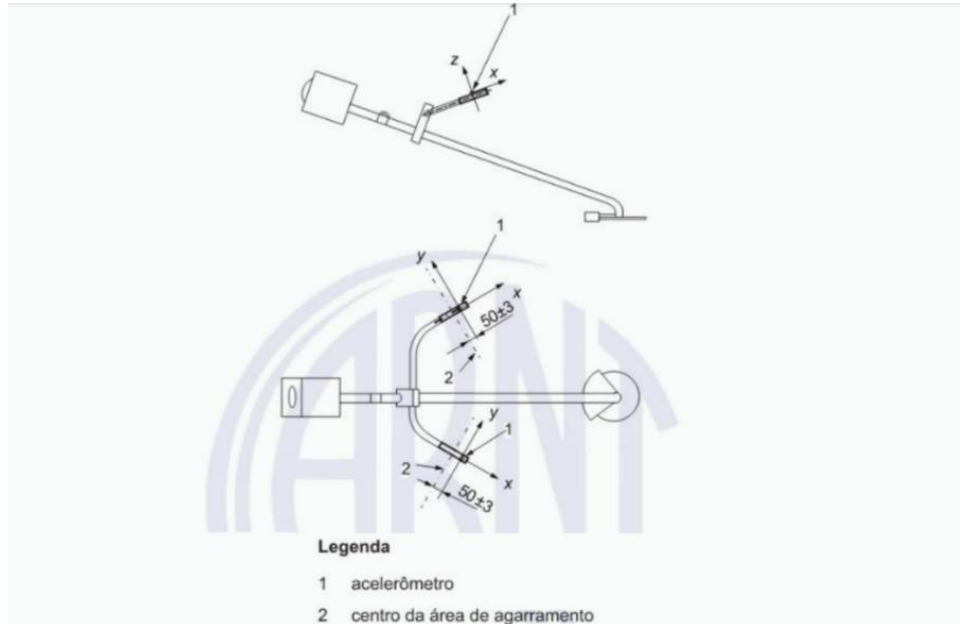 1
z
x
1
y
x
50±3
2
y
1
2
x
50±3
Legenda
1 acelerômetro
2 centro da área de agarramento